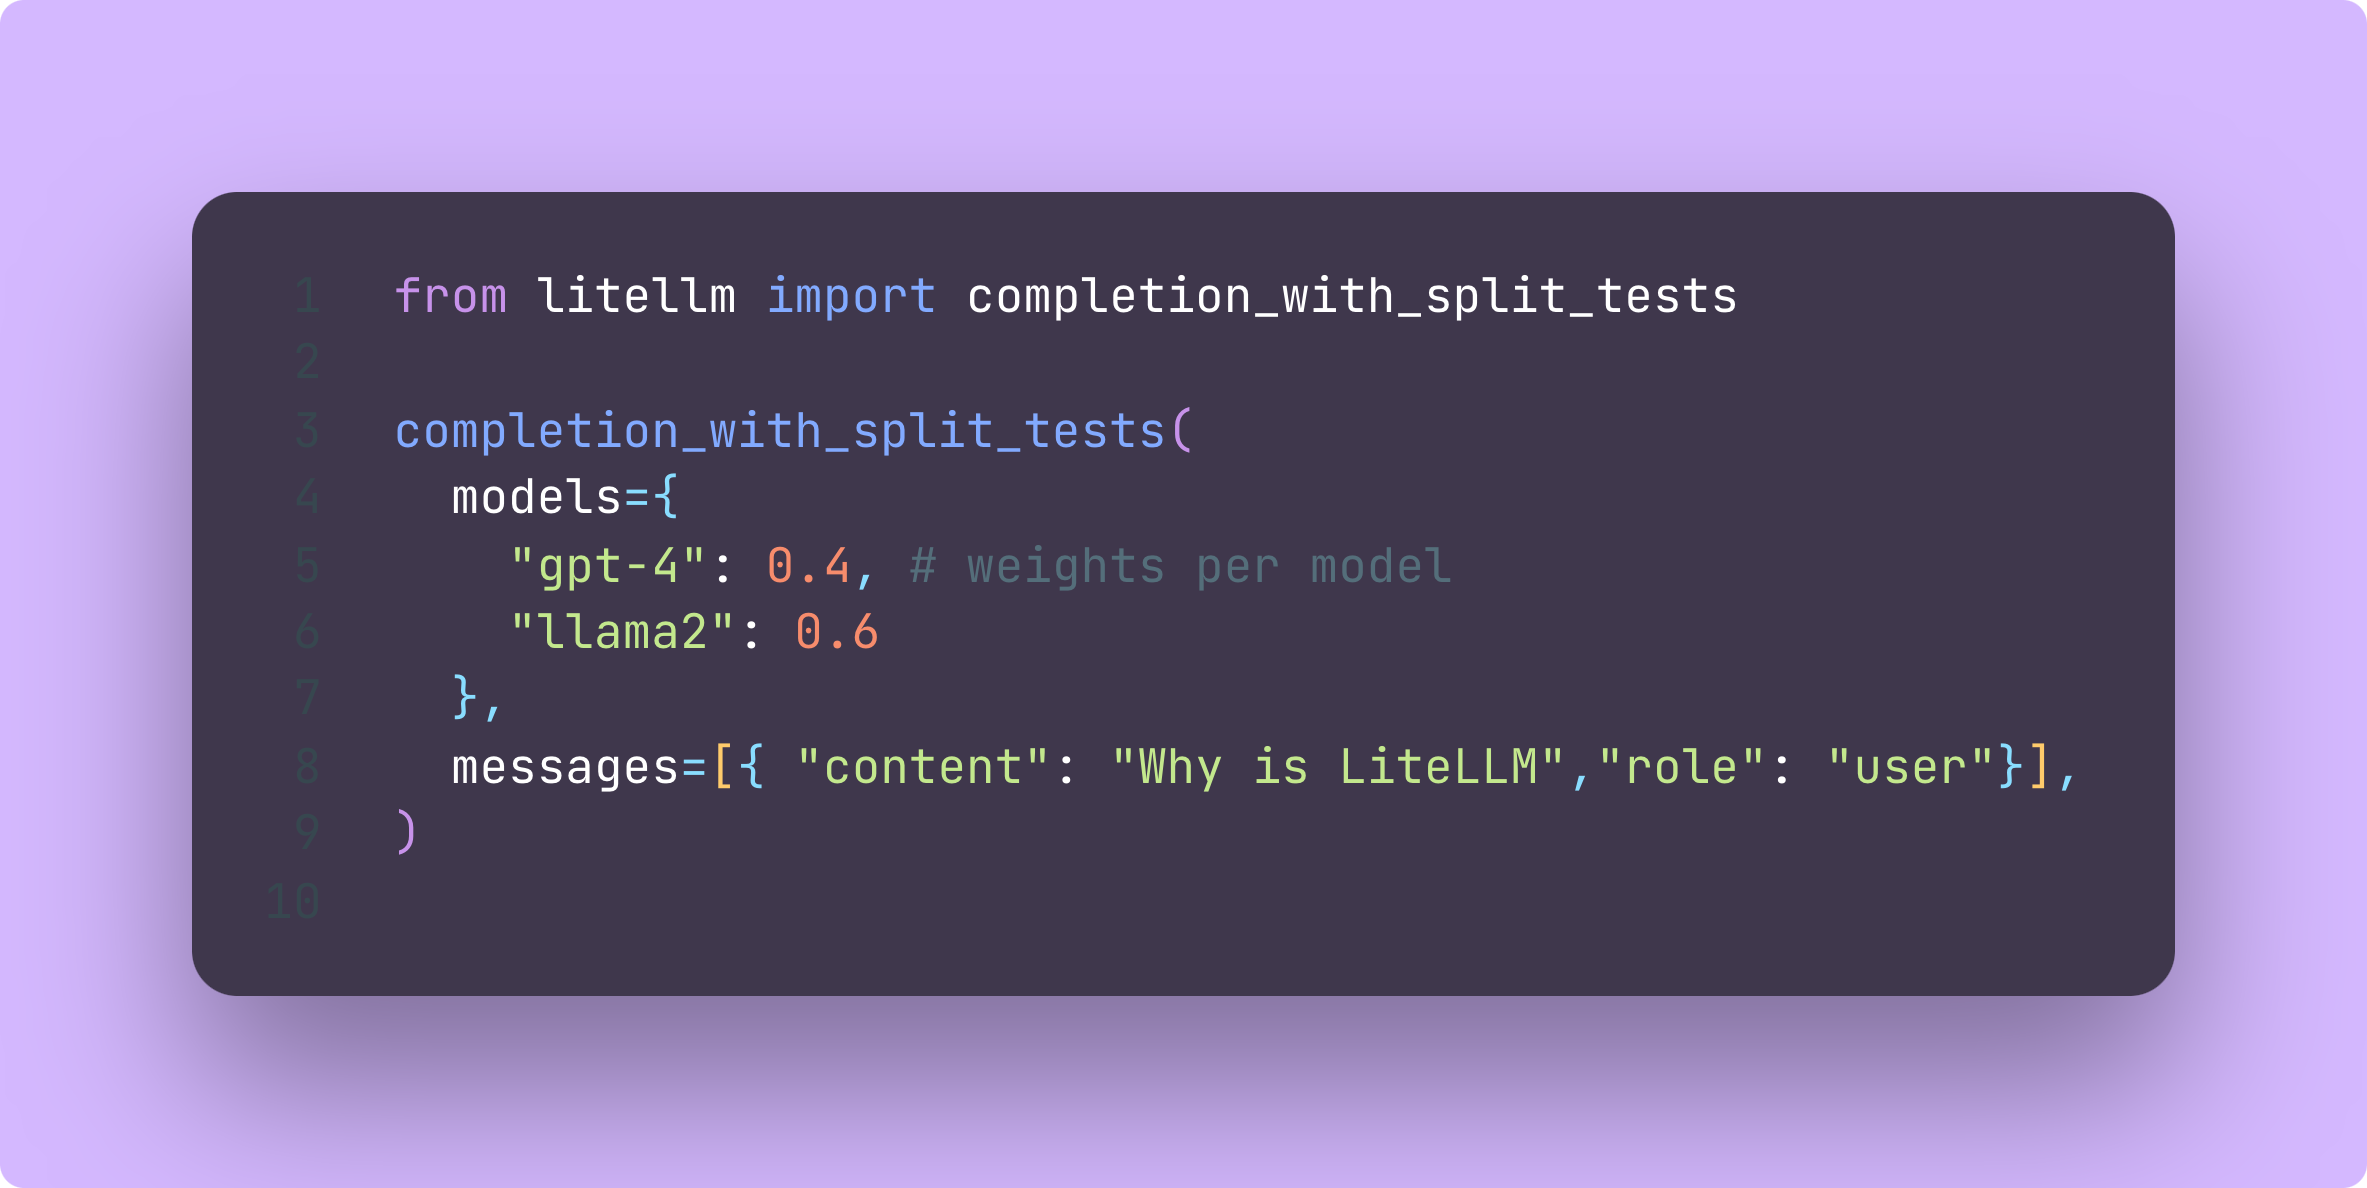 1 from litellm import completion_with_split_tests
2
3 completion_with_split_tests(
4   models={
5     "gpt-4": 0.4, # weights per model
6     "llama2": 0.6
7   },
8   messages=[{ "content": "Why is LiteLLM","role": "user"}],
9 )
10